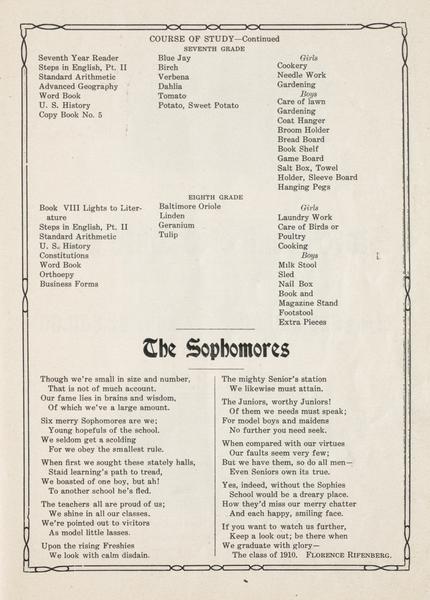 COURSE OF STUDY—Continued
SEVENTH GRADE
Seventh Year Reader
Steps in English, Pt. II
Standard Arithmetic
Advanced Geography
Word Book
U. S. History
Copy Book No. 5
Blue Jay
Birch
Verbena
Dahlia
Tomato
Potato, Sweet Potato
Girls
Cookery
Needle Work
Gardening
Boys
Care of lawn
Gardening
Coat Hanger
Broom Holder
Bread Board
Book Shelf
Game Board
Salt Box, Towel
Holder, Sleeve Board
Hanging Pegs
EIGHTH GRADE
Book VIII Lights to Liter-
ature
Steps in English, Pt. II
Standard Arithmetic
U. S. History
Constitutions
Word Book
Orthoepy
Business Forms
Baltimore Oriole
Linden
Geranium
Tulip
Girls
Laundry Work
Care of Birds or
Poultry
Cooking
Boys
Milk Stool
Sled
Nail Box
Book and
Magazine Stand
Footstool
Extra Pieces
The Sophomores
Though we're small in size and number,
That is not of much account.
Our fame lies in brains and wisdom,
Of which we've a large amount.
Six merry Sophomores are we;
Young hopefuls of the school.
We seldom get a scolding
For we obey the smallest rule.
When first we sought these stately halls,
Staid learning's path to tread,
We boasted of one boy, but ah!
To another school he's fled.
The teachers all are proud of us;
We shine in all our classes.
We're pointed out to vicitors
As model little lasses.
Upon the rising Freshies
We look with calm disdain.
The mighty Senior's station
We likewise must attain.
The Juniors, worthy Juniors!
Of them we needs must speak;
For model boys and maidens
No further you need seek.
When compared with our virtues
Our faults seem very few;
But we have them, so do all men—
Even Seniors own its true.
Yes, indeed, without the Sophies
School would be a dreary place.
How they'd miss our merry chatter
And each happy, smiling face.
If you want to watch us further,
Keep a look out; be there when
We graduate with glory—
The class of 1910. FLORENCE RIFENBERG.